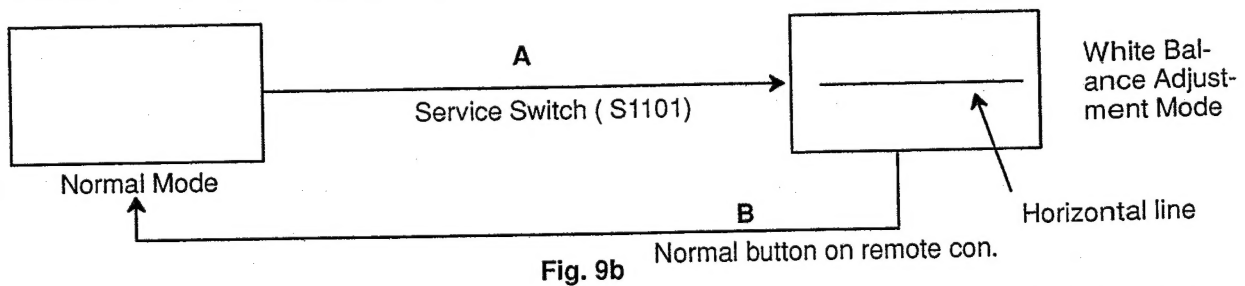 A
Service Switch ( S1101)
Normal Mode
White Bal-
ance Adjust-
ment Mode
Horizontal line
B
Normal button on remote con.
Fig. 9b